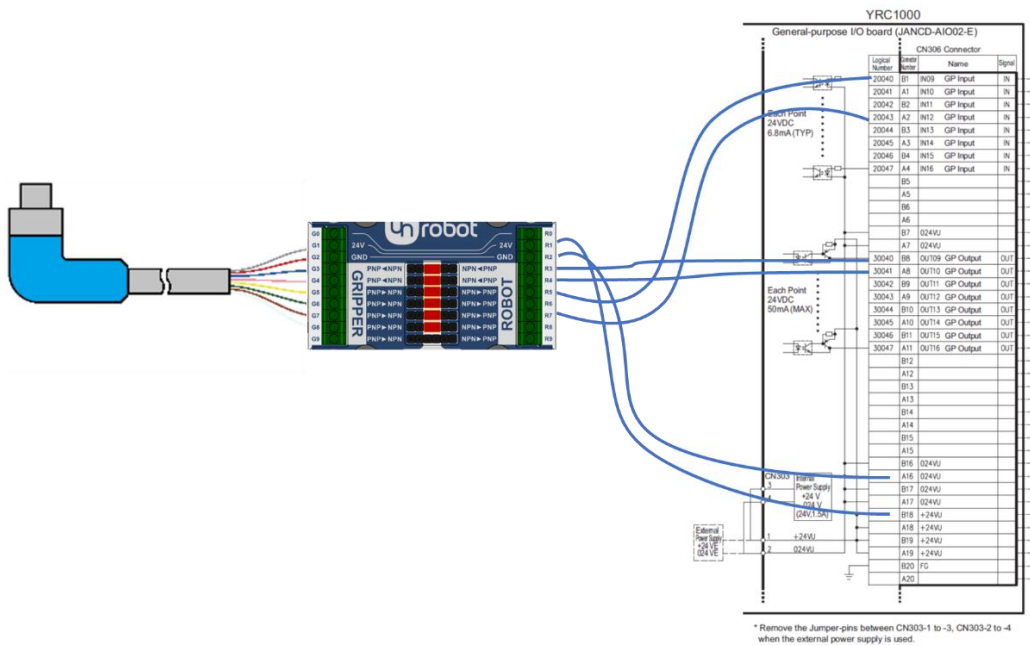 YRC1000
General-purpose I/O board (JANCD-AIO02-E)
CN306 Connector
Logical Number Connector Number Name Signal
20040 B1 IN09 GP Input IN
20041 A1 IN10 GP Input IN
20042 B2 IN11 GP Input IN
20043 A2 IN12 GP Input IN
20044 B3 IN13 GP Input IN
20045 A3 IN14 GP Input IN
20046 B4 IN15 GP Input IN
20047 A4 IN16 GP Input IN
B5
A5
B6
A6
B7 024VU
A7 024VU
30040 B8 OUT09 GP Output OUT
30041 A8 OUT10 GP Output OUT
30042 B9 OUT11 GP Output OUT
30043 A9 OUT12 GP Output OUT
30044 B10 OUT13 GP Output OUT
30045 A10 OUT14 GP Output OUT
30046 B11 OUT15 GP Output OUT
30047 A11 OUT16 GP Output OUT
B12
A12
B13
A13
B14
A14
B15
A15
B16 024VU
A16 024VU
B17 024VU
A17 024VU
B18 +24VU
A18 +24VU
B19 +24VU
A19 +24VU
B20 FG
A20
Each Point
24VDC
6.8mA (TYP)
Each Point
24VDC
50mA (MAX)
CN303
3
4
Internal
Power Supply
+24 V
024 V
(24V,1.5A)
External
Power Supply
+24 V
024 V
1 +24VU
2 024VU
robot
G0 R0
G1 24V 24V R1
G2 GND GND R2
G3 PNP◄NPN NPN◄PNP R3
G4 PNP◄NPN NPN◄PNP R4
G5 PNP►NPN NPN►PNP R5
G6 PNP►NPN NPN►PNP R6
G7 PNP►NPN NPN►PNP R7
G8 PNP►NPN NPN►PNP R8
G9 PNP►NPN NPN►PNP R9
GRIPPER
ROBOT
* Remove the Jumper-pins between CN303-1 to -3, CN303-2 to -4
when the external power supply is used.